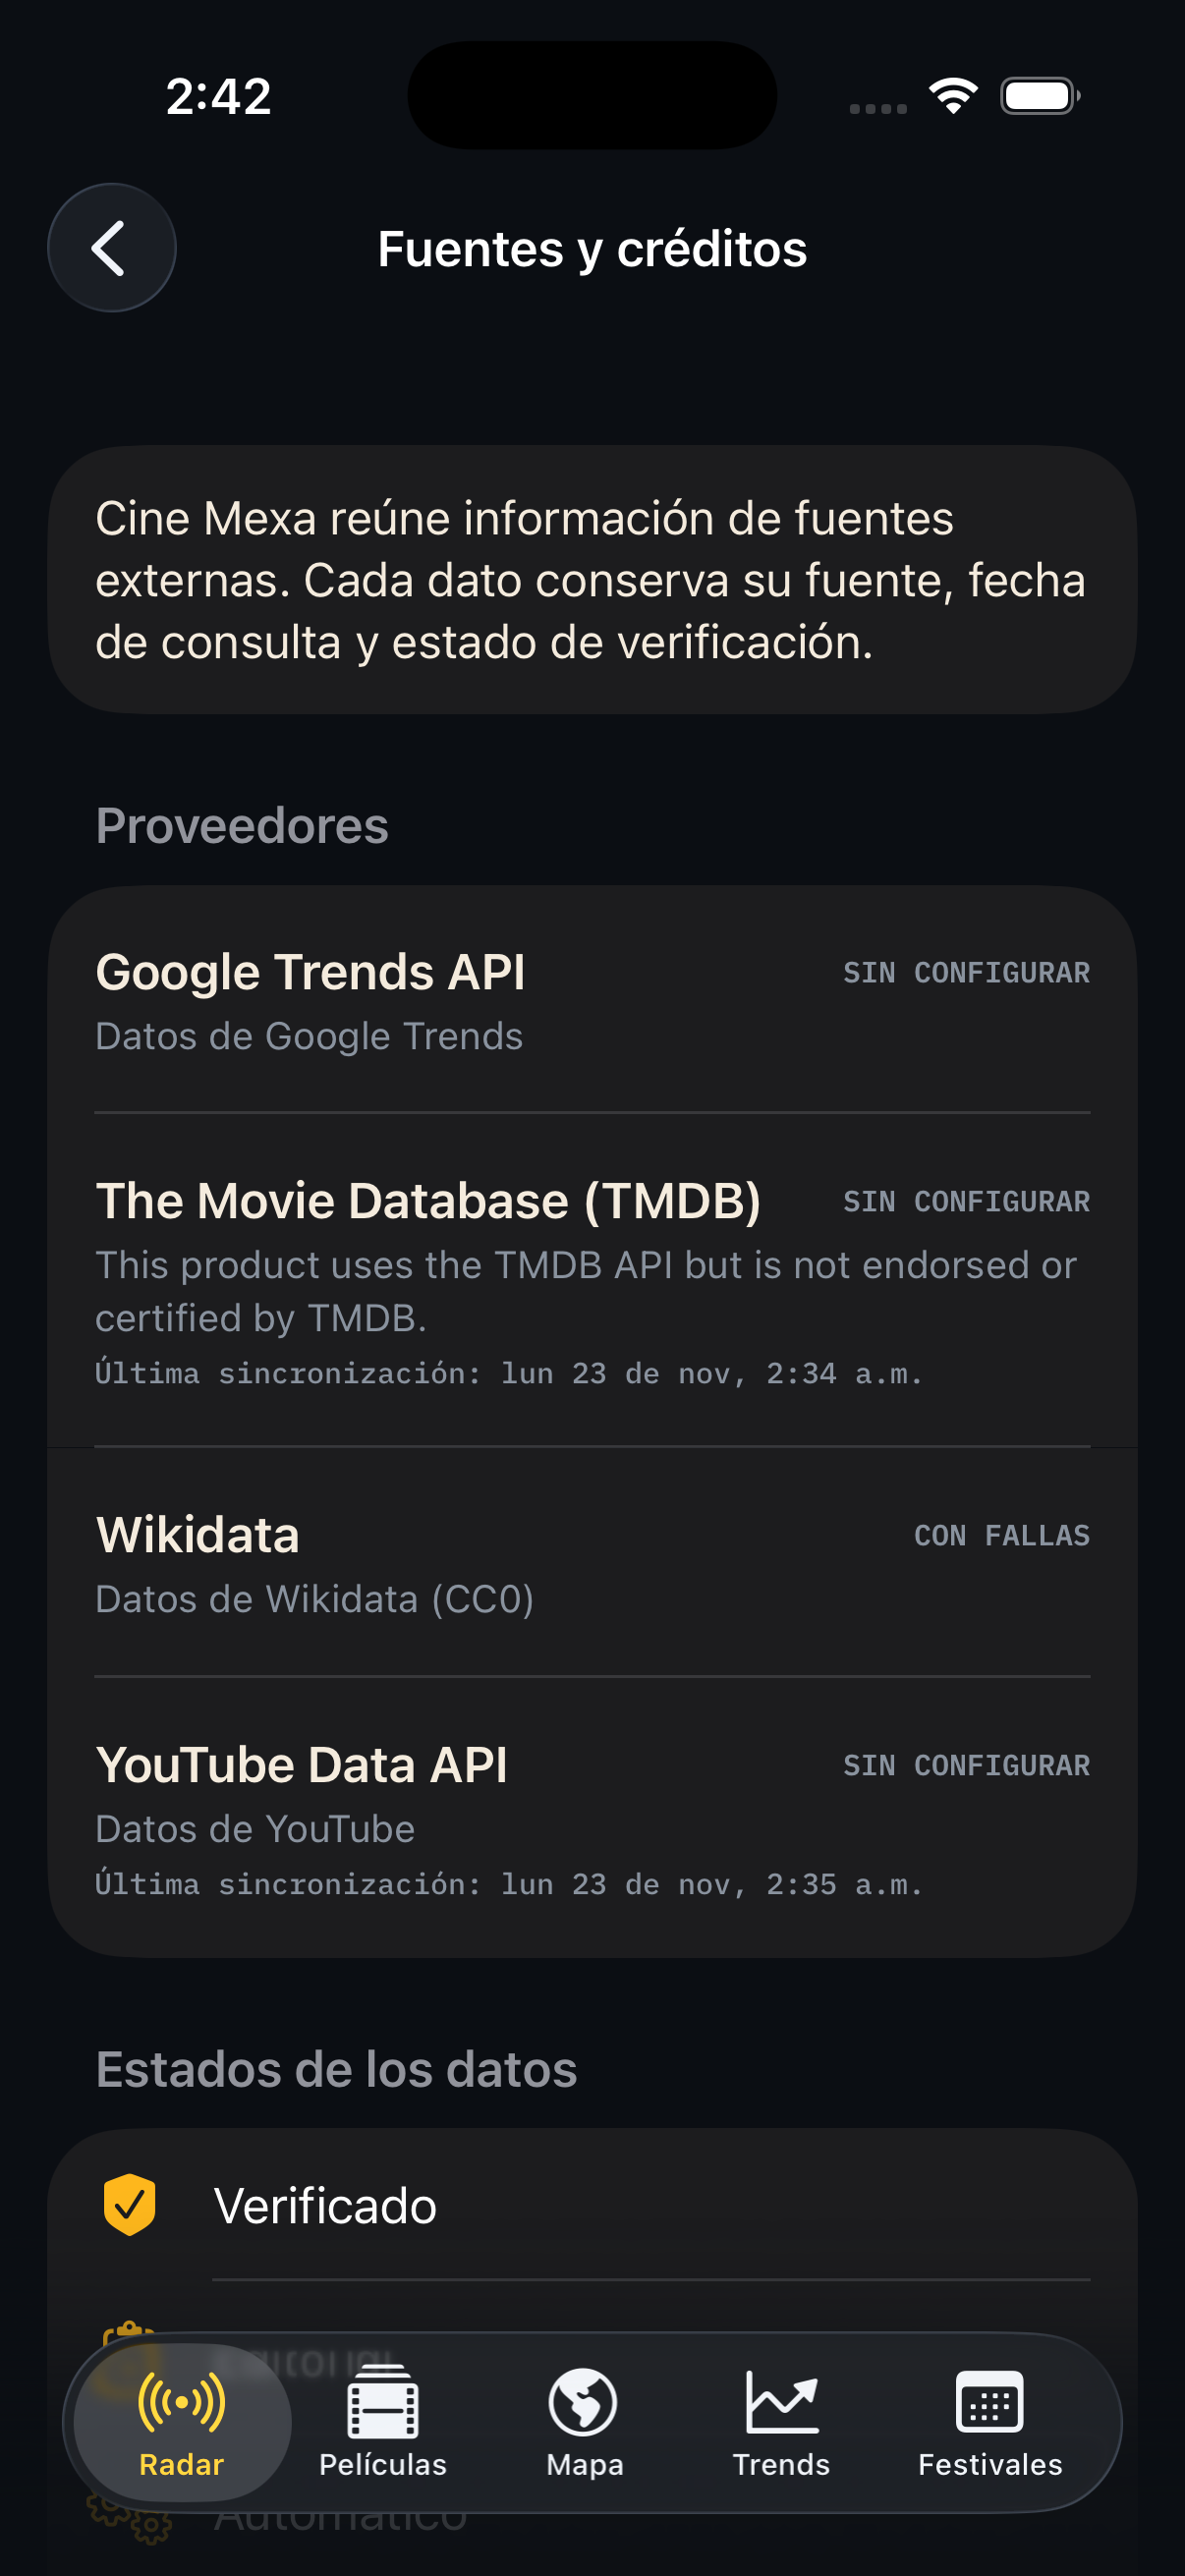 2:42
Fuentes y créditos
Cine Mexa reúne información de fuentes
externas. Cada dato conserva su fuente, fecha
de consulta y estado de verificación.
Proveedores
Google Trends API
SIN CONFIGURAR
Datos de Google Trends
The Movie Database (TMDB)
SIN CONFIGURAR
This product uses the TMDB API but is not endorsed or
certified by TMDB.
Última sincronización: lun 23 de nov, 2:34 a.m.
Wikidata
CON FALLAS
Datos de Wikidata (CC0)
YouTube Data API
SIN CONFIGURAR
Datos de YouTube
Última sincronización: lun 23 de nov, 2:35 a.m.
Estados de los datos
Verificado
Radar
Películas
Mapa
Trends
Festivales
Automático